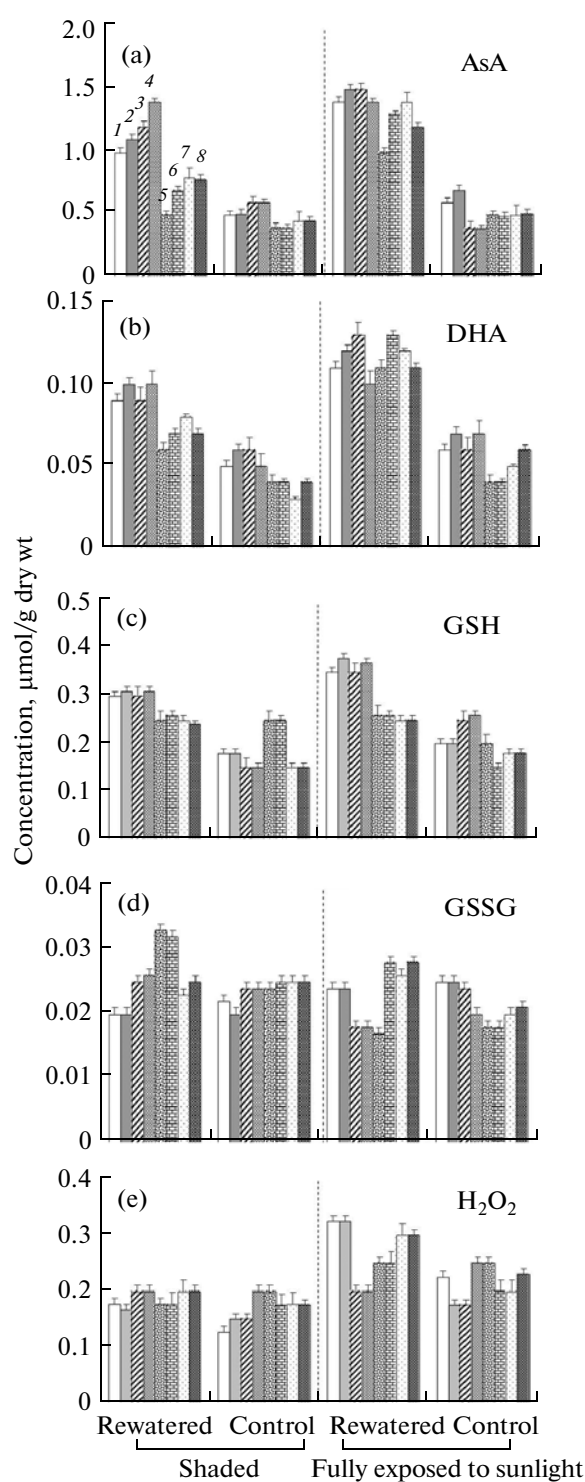 Concentration, μmol/g dry wt
2.0
1.5
1.0
0.5
0
(a)
AsA
1
2
3
4
5
6
7
8
0.15
0.10
0.05
0
(b)
DHA
0.5
0.4
0.3
0.2
0.1
0
(c)
GSH
0.04
0.03
0.02
0.01
0
(d)
GSSG
0.4
0.3
0.2
0.1
0
(e)
H₂O₂
Rewatered Control Rewatered Control
Shaded Fully exposed to sunlight